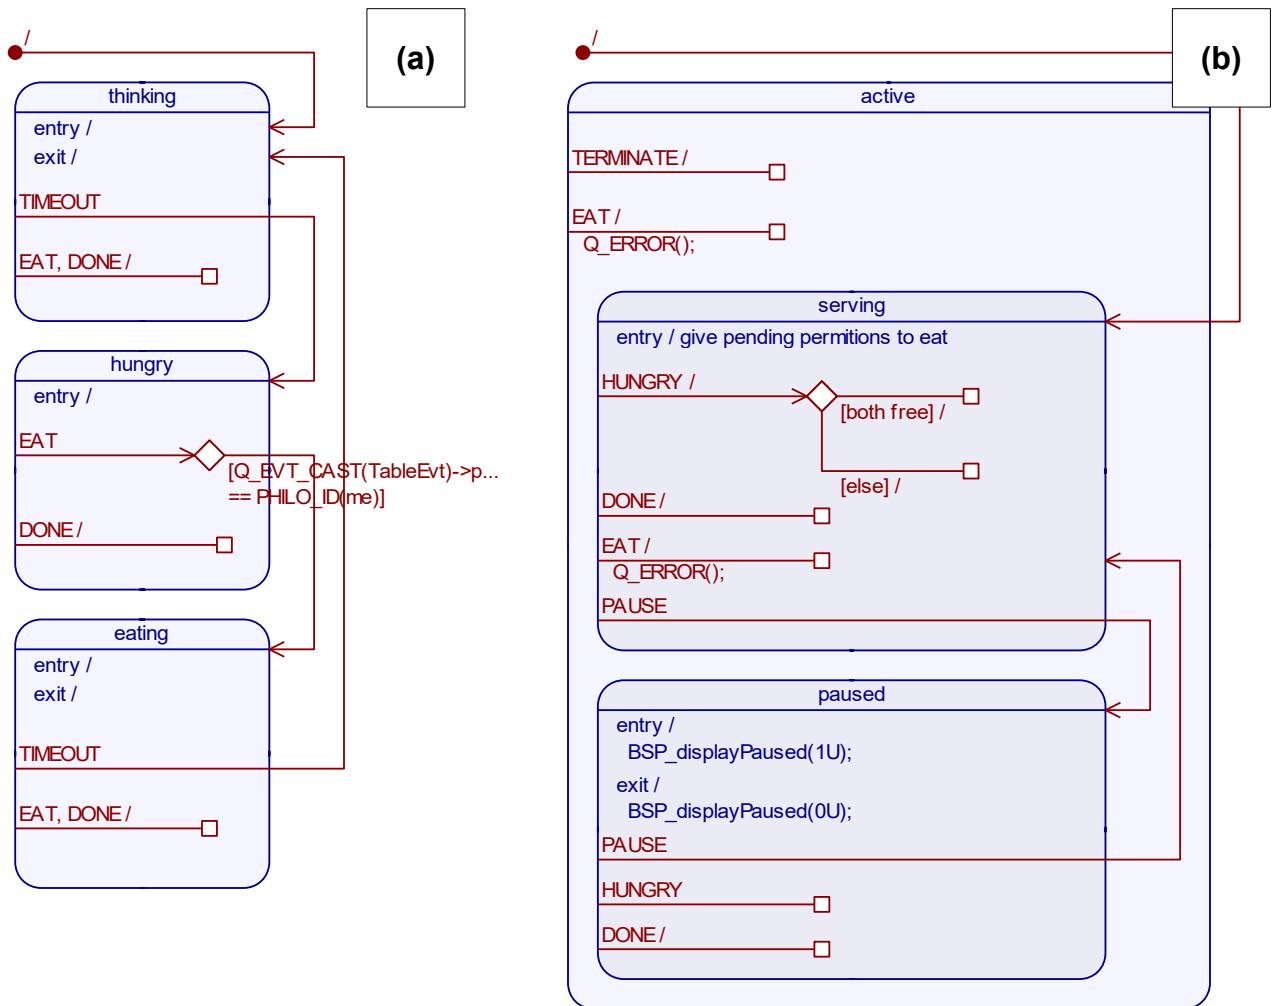 /
(a)
thinking
entry /
exit /
TIMEOUT
EAT, DONE /
hungry
entry /
EAT
[Q_EVT_CAST(TableEvt)->p...
== PHILO_ID(me)]
DONE /
eating
entry /
exit /
TIMEOUT
EAT, DONE /
/
(b)
active
TERMINATE /
EAT /
Q_ERROR();
serving
entry / give pending permitions to eat
HUNGRY /
[both free] /
[else] /
DONE /
EAT /
Q_ERROR();
PAUSE
paused
entry /
BSP_displayPaused(1U);
exit /
BSP_displayPaused(0U);
PAUSE
HUNGRY
DONE /